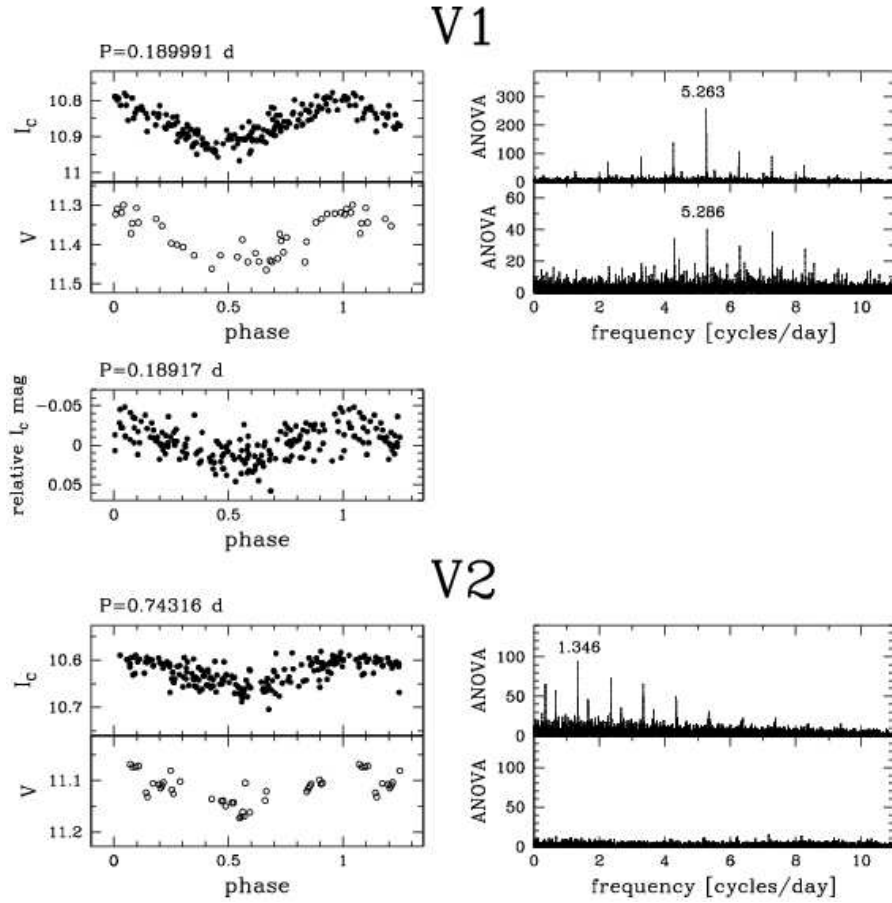 V1
P=0.189991 d
I_C
10.8
10.9
11
V
11.3
11.4
11.5
0
0.5
1
phase
ANOVA
5.263
300
200
100
0
ANOVA
5.286
60
40
20
0
0
2
4
6
8
10
frequency [cycles/day]
P=0.18917 d
relative I_C mag
−0.05
0
0.05
0
0.5
1
phase
V2
P=0.74316 d
I_C
10.6
10.7
V
11.1
11.2
0
0.5
1
phase
ANOVA
1.346
100
50
0
ANOVA
100
50
0
0
2
4
6
8
10
frequency [cycles/day]